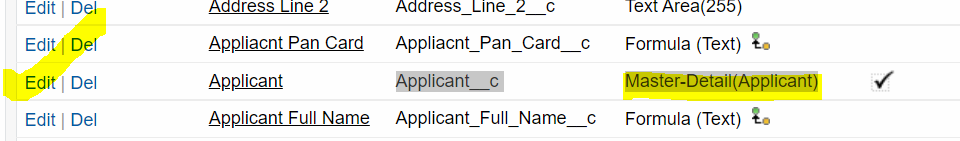 Edit | Del Address Line 2 Address_Line_2__c Text Area(255)
Edit | Del Appliacnt Pan Card Appliacnt_Pan_Card__c Formula (Text)
Edit | Del Applicant Applicant__c Master-Detail(Applicant)
Edit | Del Applicant Full Name Applicant_Full_Name__c Formula (Text)